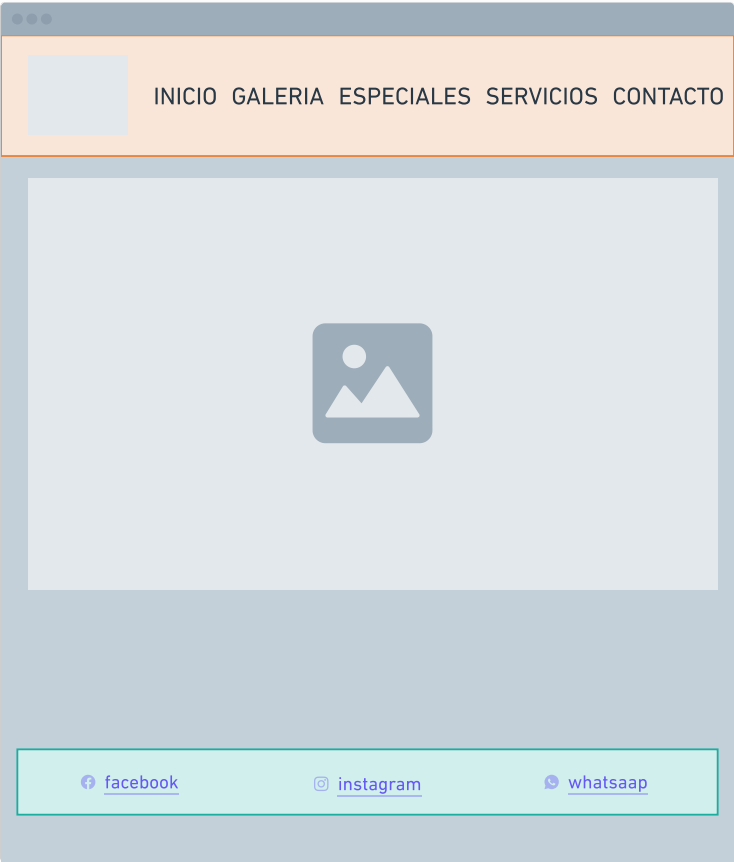 INICIO GALERIA ESPECIALES SERVICIOS CONTACTO
facebook instagram whatsaap